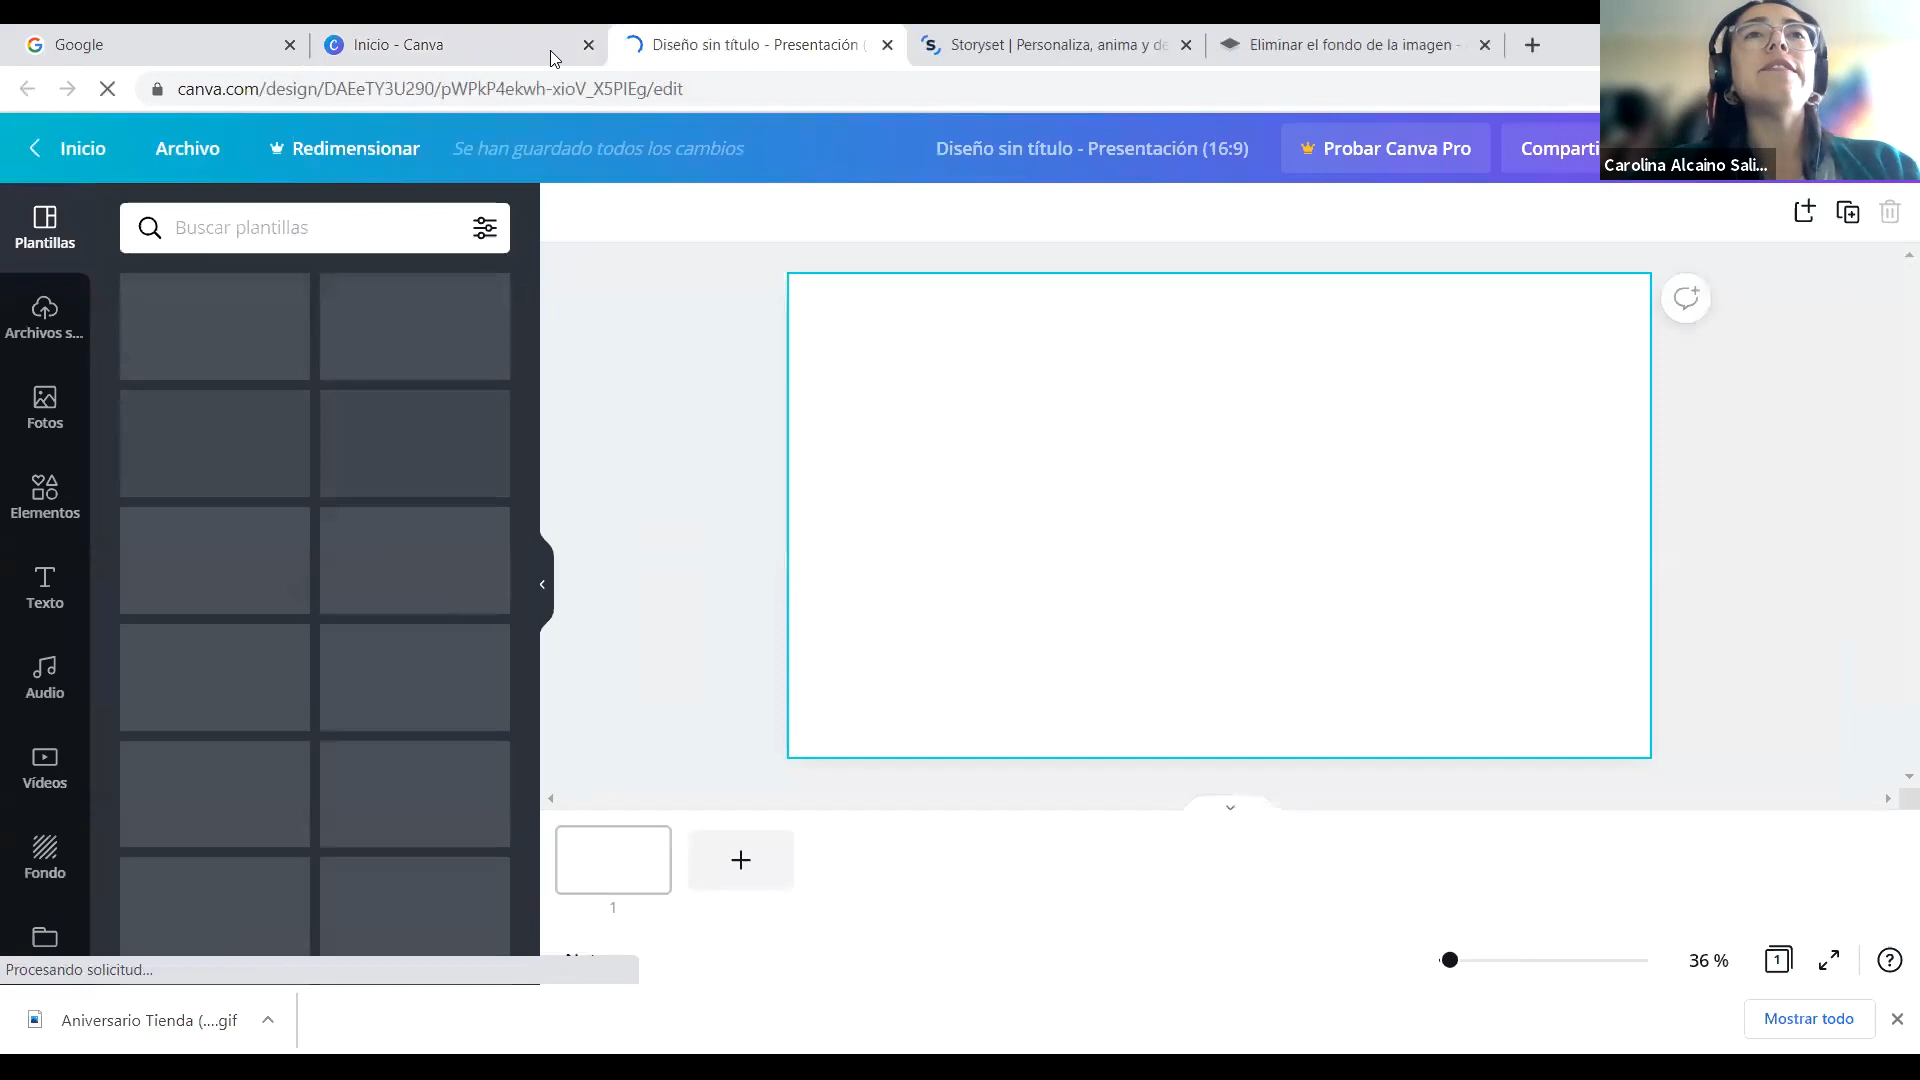 Google
Inicio - Canva
Diseño sin título - Presentación (
Storyset | Personaliza, anima y de
Eliminar el fondo de la imagen -
canva.com/design/DAEeTY3U290/pWPkP4ekwh-xioV_X5PIEg/edit
Inicio
Archivo
Redimensionar
Se han guardado todos los cambios
Diseño sin título - Presentación (16:9)
Probar Canva Pro
Comparti
Carolina Alcaino Sali...
Plantillas
Buscar plantillas
Archivos s...
Fotos
Elementos
Texto
Audio
Vídeos
Fondo
1
Procesando solicitud...
36 %
1
?
Aniversario Tienda (....gif
Mostrar todo